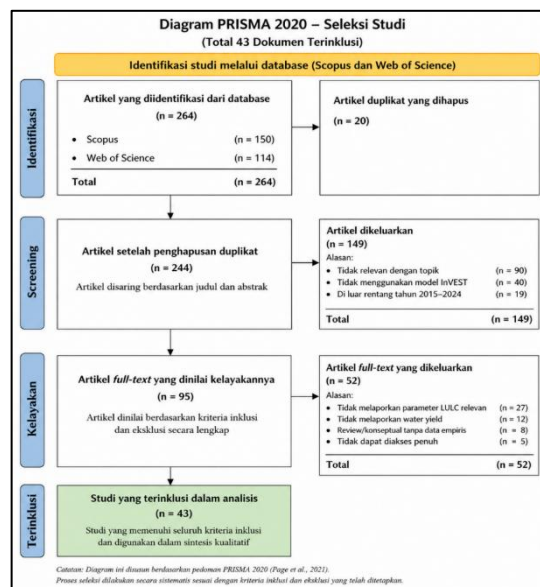 Diagram PRISMA 2020 – Seleksi Studi
(Total 43 Dokumen Terinklusi)
Identifikasi studi melalui database (Scopus dan Web of Science)
Identifikasi
Artikel yang diidentifikasi dari database
(n = 264)
• Scopus (n = 150)
• Web of Science (n = 114)
Total (n = 264)
Artikel duplikat yang dihapus
(n = 20)
Screening
Artikel setelah penghapusan duplikat
(n = 244)
Artikel disaring berdasarkan judul dan abstrak
Artikel dikeluarkan
(n = 149)
Alasan:
• Tidak relevan dengan topik (n = 90)
• Tidak menggunakan model InVEST (n = 40)
• Di luar rentang tahun 2015–2024 (n = 19)
Total (n = 149)
Kelayakan
Artikel full-text yang dinilai kelayakannya
(n = 95)
Artikel dinilai berdasarkan kriteria inklusi
dan eksklusi secara lengkap
Artikel full-text yang dikeluarkan
(n = 52)
Alasan:
• Tidak melaporkan parameter LULC relevan (n = 27)
• Tidak melaporkan water yield (n = 12)
• Review/konseptual tanpa data empiris (n = 8)
• Tidak dapat diakses penuh (n = 5)
Total (n = 52)
Terinklusi
Studi yang terinklusi dalam analisis
(n = 43)
Studi yang memenuhi seluruh kriteria inklusi
dan digunakan dalam sintesis kualitatif
Catatan: Diagram ini disusun berdasarkan pedoman PRISMA 2020 (Page et al., 2021).
Proses seleksi dilakukan secara sistematis sesuai dengan kriteria inklusi dan eksklusi yang telah ditetapkan.